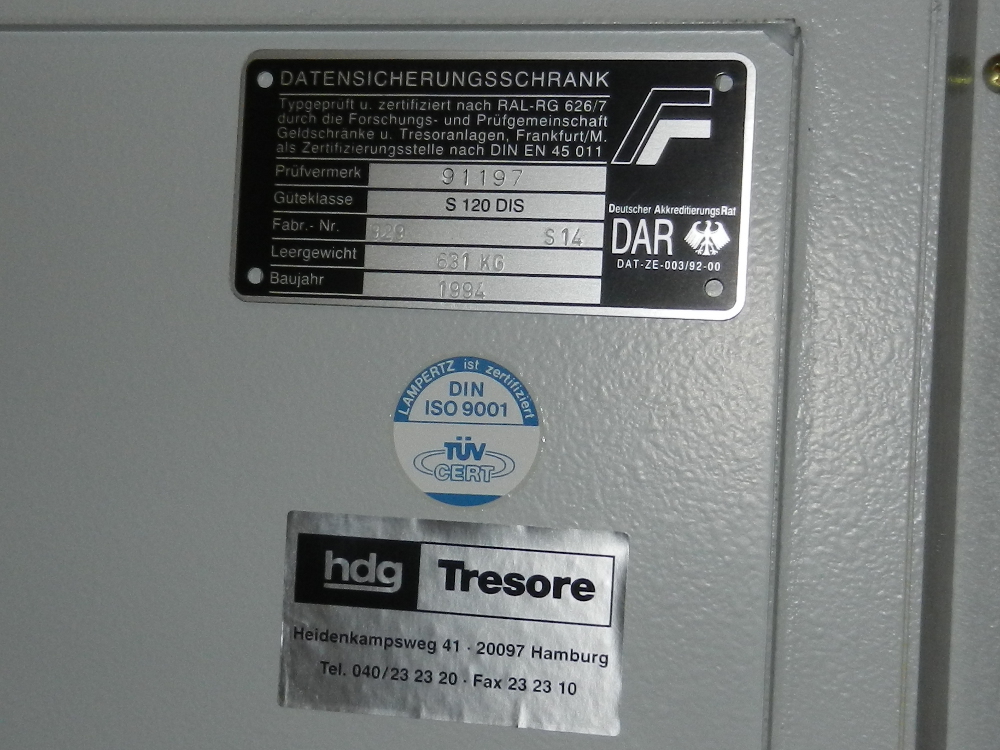 DATENSICHERUNGSSCHRANK
Typgeprüft u. zertifiziert nach RAL-RG 626/7
durch die Forschungs- und Prüfgemeinschaft
Geldschränke u. Tresoranlagen, Frankfurt/M.
als Zertifizierungsstelle nach DIN EN 45 011
Prüfvermerk 91197
Güteklasse S 120 DIS
Fabr.- Nr. 929 S 14
Leergewicht 631 KG
Baujahr 1994
Deutscher AkkreditierungsRat
DAR
DAT-ZE-003/92-00
LAMPERTZ ist zertifiziert
DIN
ISO 9001
TÜV
CERT
hdg Tresore
Heidenkampsweg 41 · 20097 Hamburg
Tel. 040/23 23 20 · Fax 23 23 10